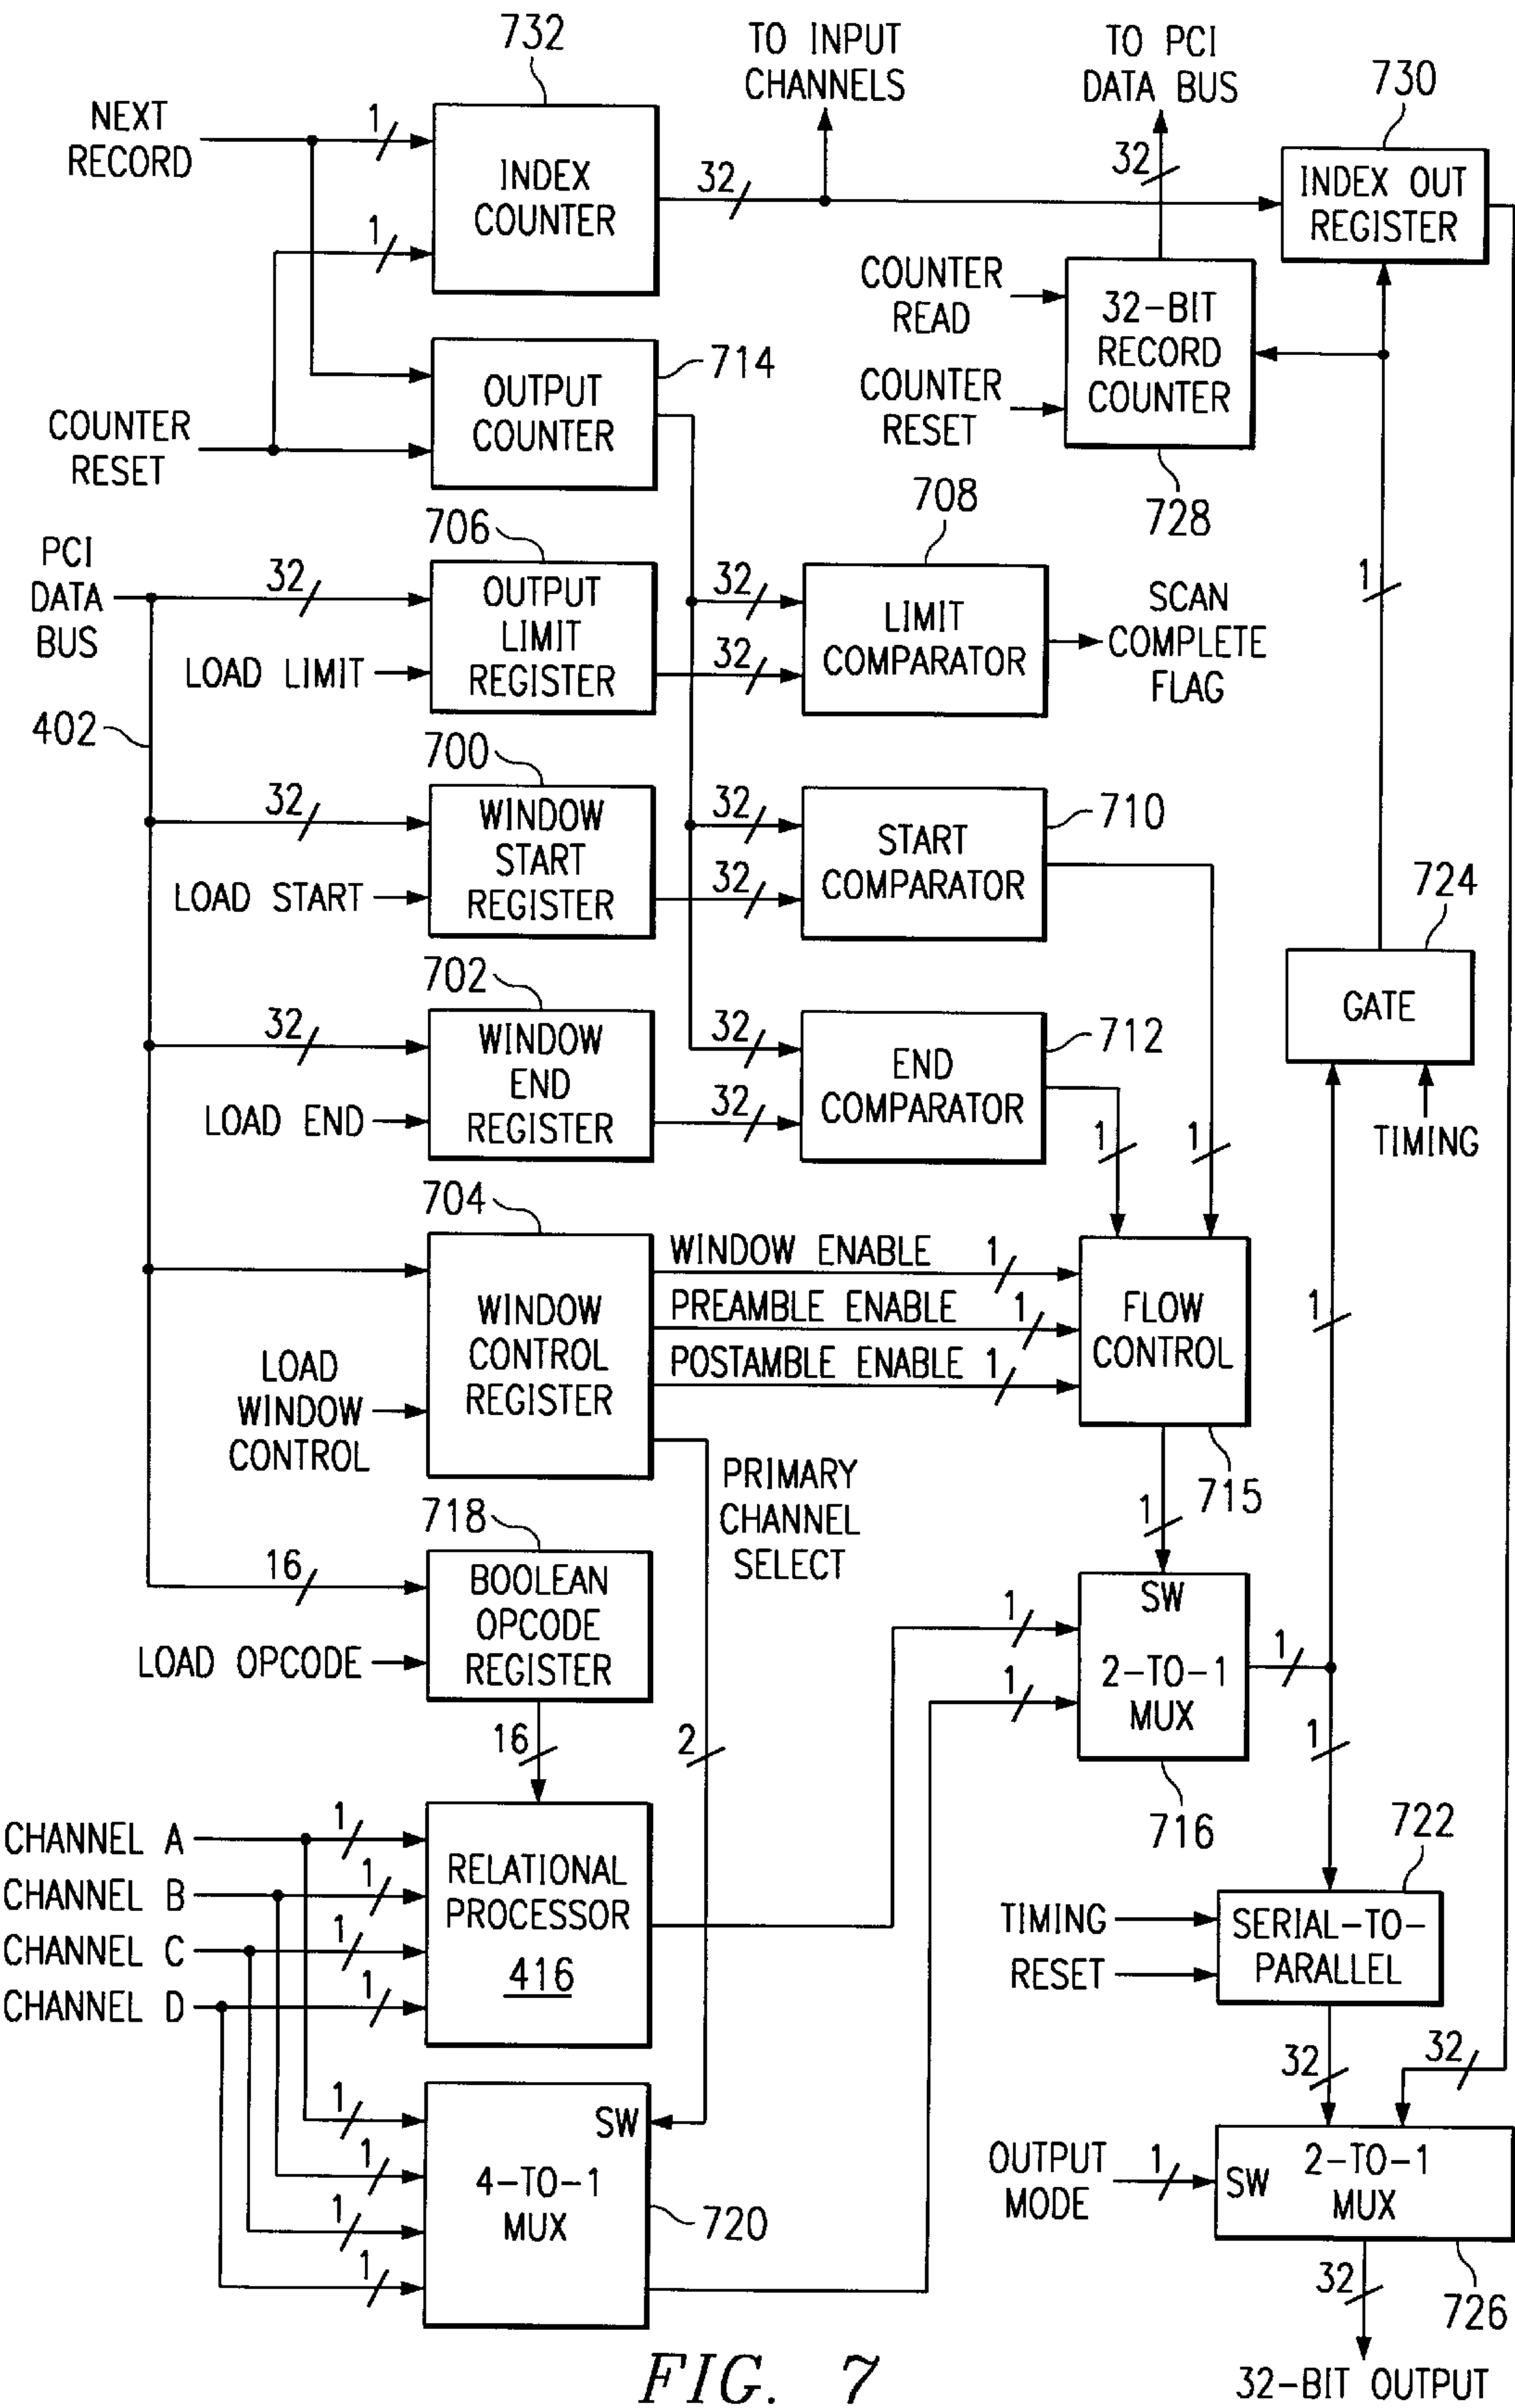 732
TO INPUT
CHANNELS
TO PCI
DATA BUS
730
NEXT
RECORD
1
INDEX
COUNTER
32
32
INDEX OUT
REGISTER
1
COUNTER
READ
32-BIT
RECORD
COUNTER
COUNTER
RESET
728
COUNTER
RESET
OUTPUT
COUNTER
714
PCI
DATA
BUS
402
32
706
OUTPUT
LIMIT
REGISTER
LOAD LIMIT
32
32
708
LIMIT
COMPARATOR
SCAN
COMPLETE
FLAG
1
32
700
WINDOW
START
REGISTER
LOAD START
32
32
START
COMPARATOR
710
724
GATE
TIMING
32
702
WINDOW
END
REGISTER
LOAD END
32
32
END
COMPARATOR
712
1
1
704
WINDOW
CONTROL
REGISTER
LOAD
WINDOW
CONTROL
WINDOW ENABLE 1
PREAMBLE ENABLE 1
POSTAMBLE ENABLE 1
FLOW
CONTROL
715
1
PRIMARY
CHANNEL
SELECT
1
718
16
BOOLEAN
OPCODE
REGISTER
LOAD OPCODE
16
2
1
1
SW
2-TO-1
MUX
716
1
1
CHANNEL A
CHANNEL B
CHANNEL C
CHANNEL D
1
1
1
1
RELATIONAL
PROCESSOR
416
722
TIMING
RESET
SERIAL-TO-
PARALLEL
32
32
1
1
1
1
SW
4-TO-1
MUX
720
OUTPUT
MODE
1
SW
2-TO-1
MUX
726
32
32-BIT OUTPUT
FIG. 7